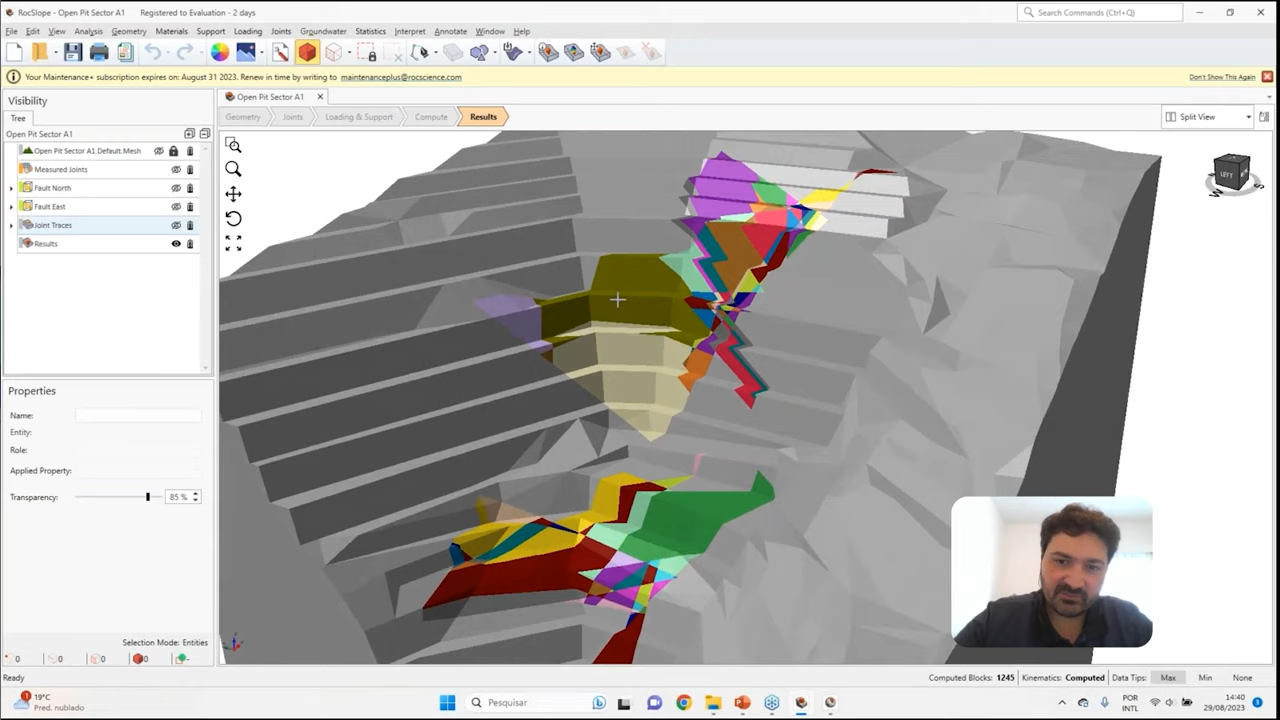 RocSlope - Open Pit Sector A1 Registered to Evaluation - 2 days Search Commands (Ctrl+Q)
File Edit View Analysis Geometry Materials Support Loading Joints Groundwater Statistics Interpret Annotate Window Help
Your Maintenance+ subscription expires on: August 31 2023. Renew in time by writing to maintenanceplus@rocscience.com Don't Show This Again
Visibility
Tree
Open Pit Sector A1
Open Pit Sector A1.Default.Mesh
Measured Joints
Fault North
Fault East
Joint Traces
Results
Open Pit Sector A1
Geometry Joints Loading & Support Compute Results
Split View
LEFT
Properties
Name:
Entity:
Role:
Applied Property:
Transparency: 85 %
Selection Mode: Entities
0 0 0 0
Ready Computed Blocks: 1245 Kinematics: Computed Data Tips: Max Min None
1 19°C
Pred. nublado
Pesquisar
POR
INTL
14:40
29/08/2023